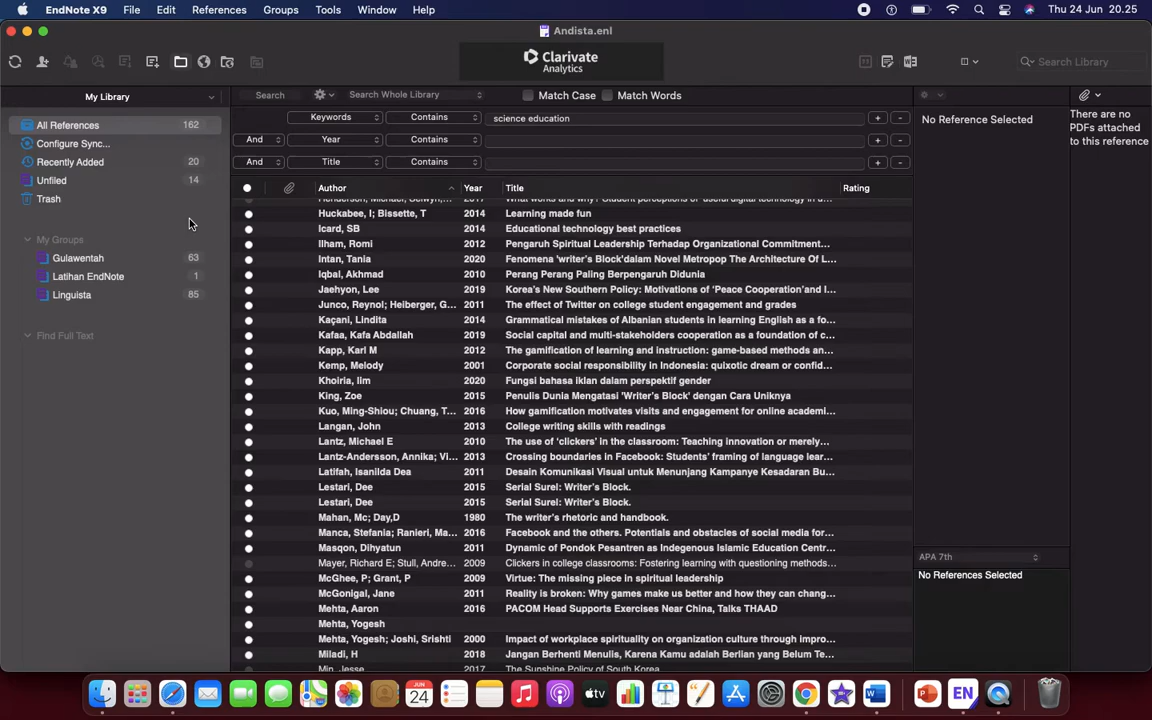 EndNote X9 File Edit References Groups Tools Window Help Thu 24 Jun 20.25
Andista.enl
Clarivate
Analytics
Search Library
My Library
Search Search Whole Library Match Case Match Words
All References 162
Configure Sync...
Recently Added 20
Unfiled 14
Trash
My Groups
Gulawentah 63
Latihan EndNote 1
Linguista 85
Find Full Text
Keywords Contains science education + -
And Year Contains + -
And Title Contains + -
Author Year Title Rating
Huckabee, I; Bissette, T 2014 Learning made fun
Icard, SB 2014 Educational technology best practices
Ilham, Romi 2012 Pengaruh Spiritual Leadership Terhadap Organizational Commitment...
Intan, Tania 2020 Fenomena 'writer's Block'dalam Novel Metropop The Architecture Of L...
Iqbal, Akhmad 2010 Perang Perang Paling Berpengaruh Didunia
Jaehyon, Lee 2019 Korea's New Southern Policy: Motivations of 'Peace Cooperation'and I...
Junco, Reynol; Heiberger, G... 2011 The effect of Twitter on college student engagement and grades
Kaçani, Lindita 2014 Grammatical mistakes of Albanian students in learning English as a fo...
Kafaa, Kafa Abdallah 2019 Social capital and multi-stakeholders cooperation as a foundation of c...
Kapp, Karl M 2012 The gamification of learning and instruction: game-based methods an...
Kemp, Melody 2001 Corporate social responsibility in Indonesia: quixotic dream or confid...
Khoiria, Iim 2020 Fungsi bahasa iklan dalam perspektif gender
King, Zoe 2015 Penulis Dunia Mengatasi 'Writer's Block' dengan Cara Uniknya
Kuo, Ming-Shiou; Chuang, T... 2016 How gamification motivates visits and engagement for online academi...
Langan, John 2013 College writing skills with readings
Lantz, Michael E 2010 The use of 'clickers' in the classroom: Teaching innovation or merely...
Lantz-Andersson, Annika; Vi... 2013 Crossing boundaries in Facebook: Students' framing of language lear...
Latifah, Isanilda Dea 2011 Desain Komunikasi Visual untuk Menunjang Kampanye Kesadaran Bu...
Lestari, Dee 2015 Serial Surel: Writer's Block.
Lestari, Dee 2015 Serial Surel: Writer's Block.
Mahan, Mc; Day,D 1980 The writer's rhetoric and handbook.
Manca, Stefania; Ranieri, Ma... 2016 Facebook and the others. Potentials and obstacles of social media for...
Masqon, Dihyatun 2011 Dynamic of Pondok Pesantren as Indegenous Islamic Education Centr...
Mayer, Richard E; Stull, Andre... 2009 Clickers in college classrooms: Fostering learning with questioning methods...
McGhee, P; Grant, P 2009 Virtue: The missing piece in spiritual leadership
McGonigal, Jane 2011 Reality is broken: Why games make us better and how they can chang...
Mehta, Aaron 2016 PACOM Head Supports Exercises Near China, Talks THAAD
Mehta, Yogesh
Mehta, Yogesh; Joshi, Srishti 2000 Impact of workplace spirituality on organization culture through impro...
Miladi, H 2018 Jangan Berhenti Menulis, Karena Kamu adalah Berlian yang Belum Te...
Min, Jesse 2017 The Sunshine Policy of South Korea
No Reference Selected
There are no
PDFs attached
to this reference
APA 7th
No References Selected
24
EN